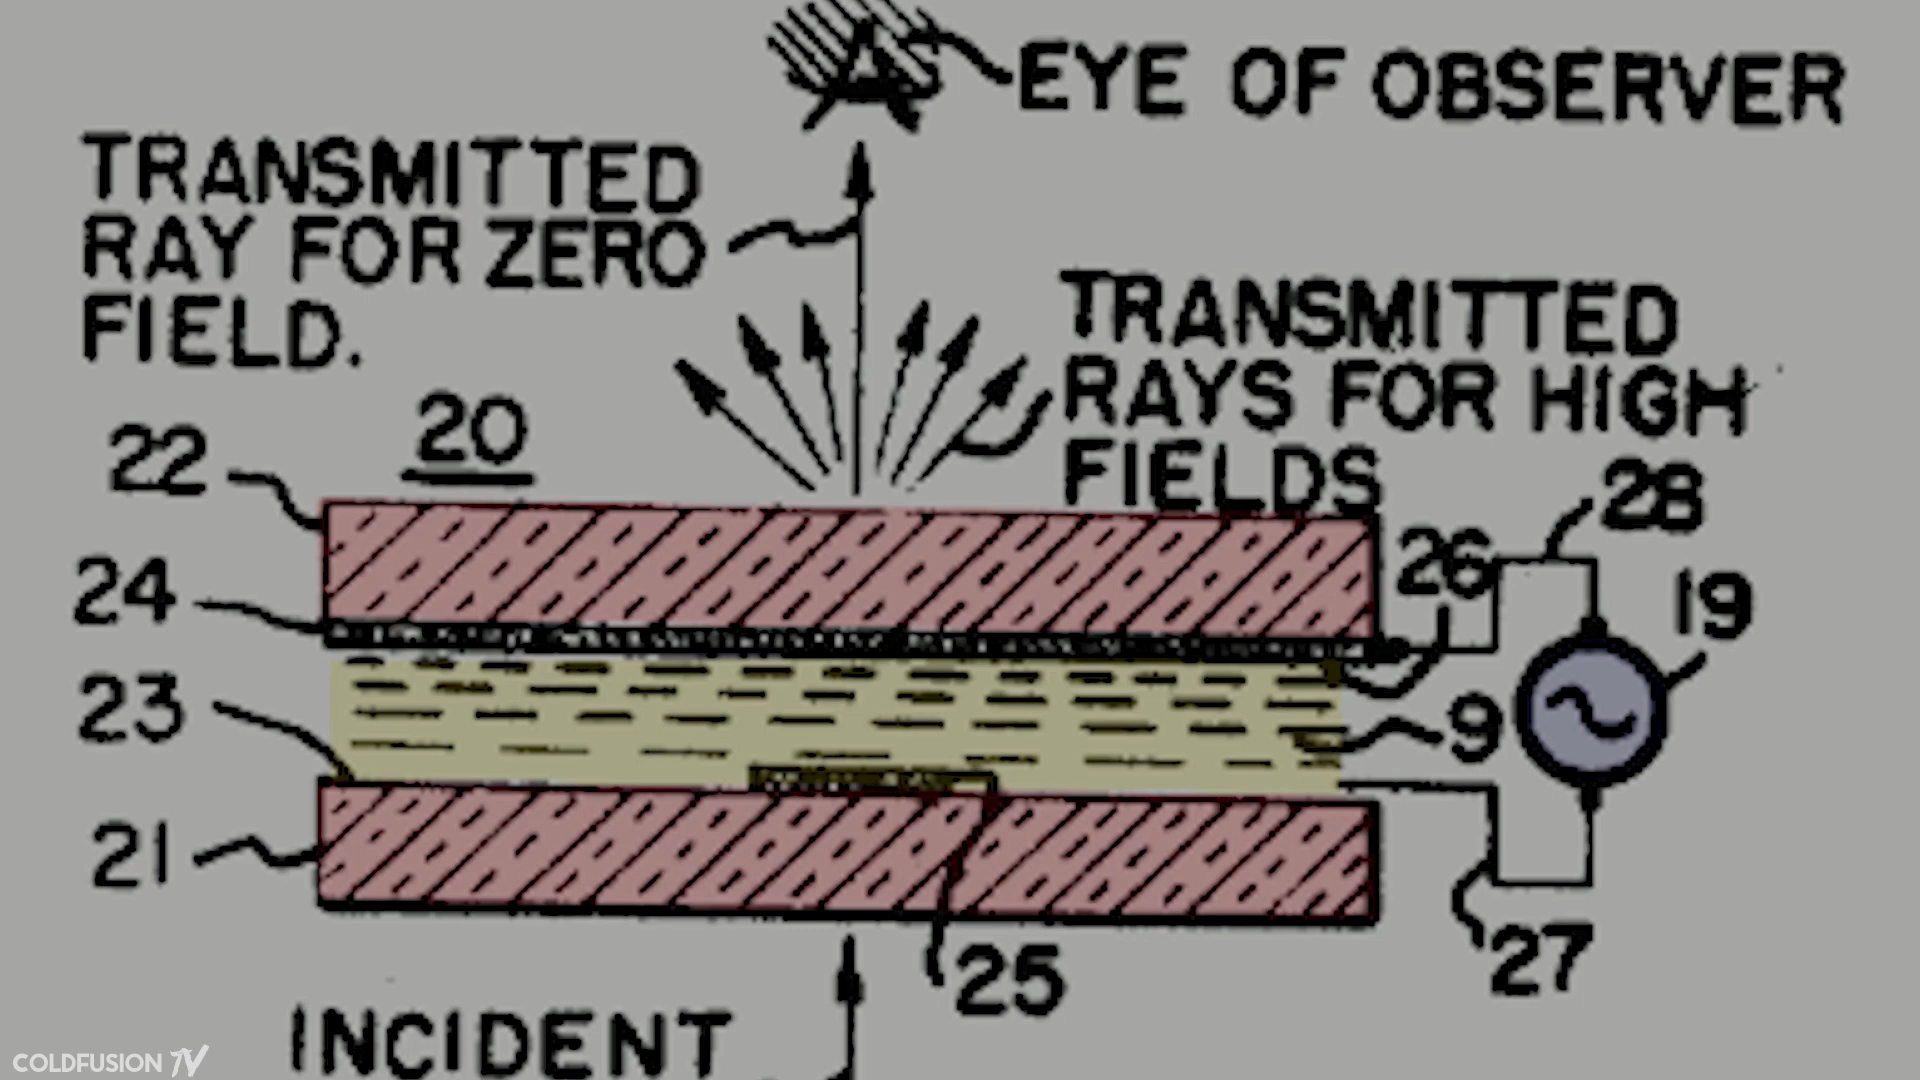 EYE OF OBSERVER
TRANSMITTED
RAY FOR ZERO
FIELD.
TRANSMITTED
RAYS FOR HIGH
FIELDS
20
22
28
26
24
19
23
9
21
27
25
INCIDENT
COLDFUSION TV